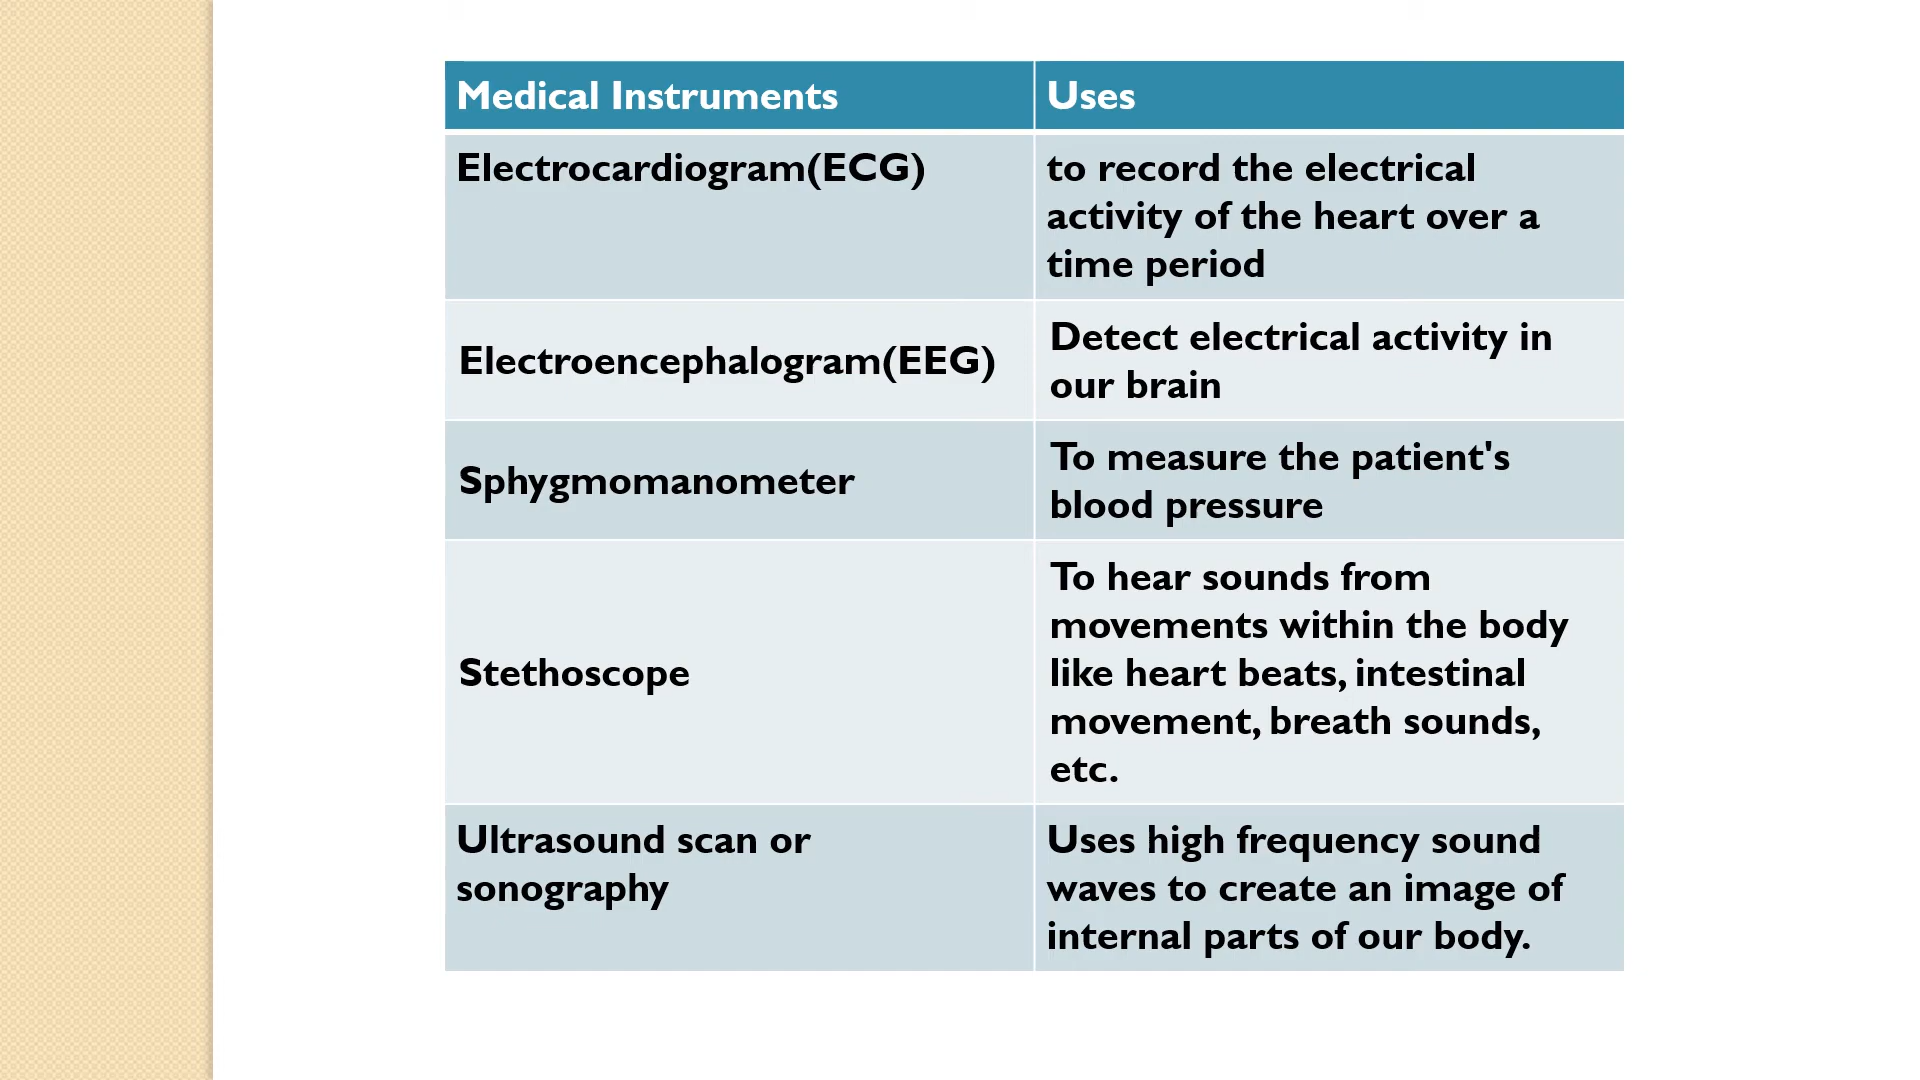 Medical Instruments
Uses
Electrocardiogram(ECG)
to record the electrical
activity of the heart over a
time period
Electroencephalogram(EEG)
Detect electrical activity in
our brain
Sphygmomanometer
To measure the patient's
blood pressure
Stethoscope
To hear sounds from
movements within the body
like heart beats, intestinal
movement, breath sounds,
etc.
Ultrasound scan or
sonography
Uses high frequency sound
waves to create an image of
internal parts of our body.